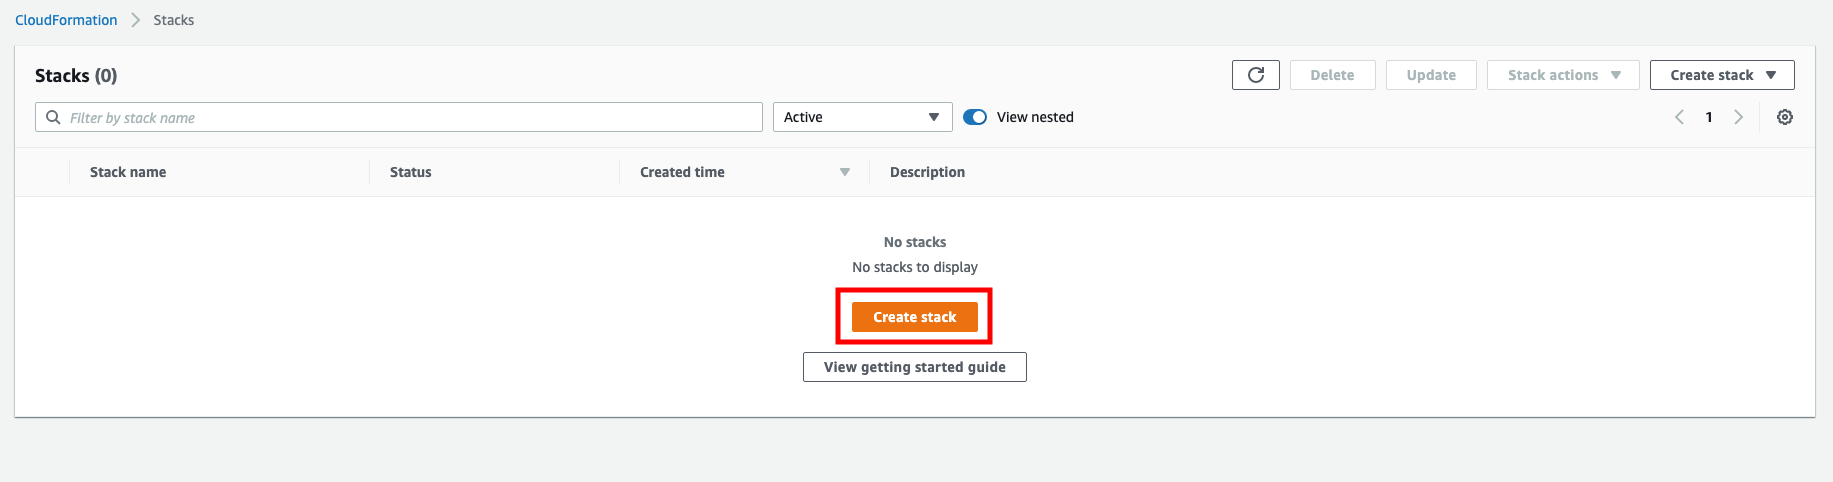 CloudFormation > Stacks
Stacks (0)
Delete
Update
Stack actions
Create stack
Filter by stack name
Active
View nested
1
Stack name
Status
Created time
Description
No stacks
No stacks to display
Create stack
View getting started guide